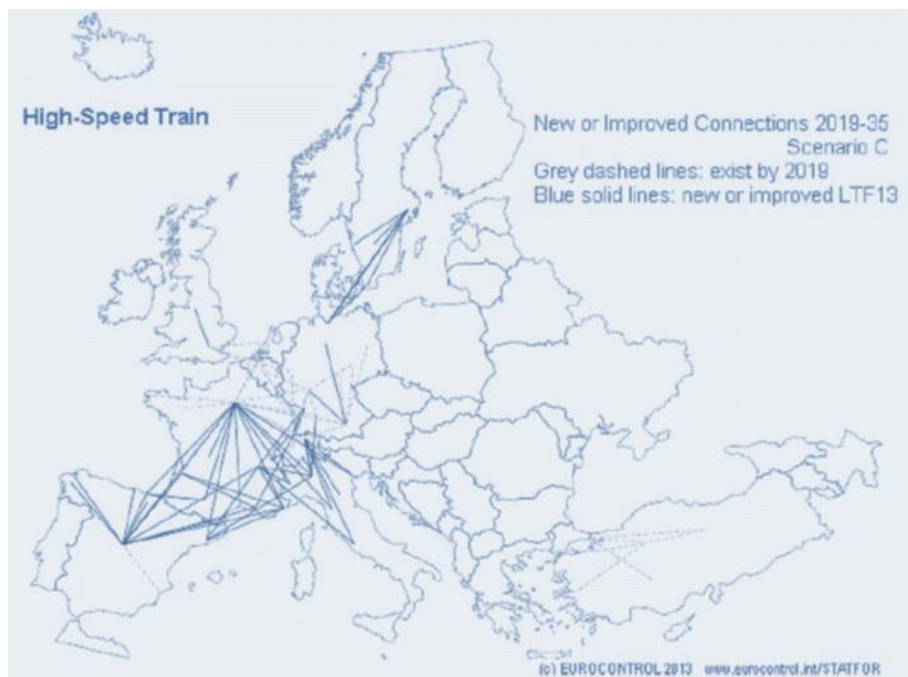 High-Speed Train
New or Improved Connections 2019-35
Scenario C
Grey dashed lines: exist by 2019
Blue solid lines: new or improved LTF13
(c) EUROCONTROL 2013 www.eurocontrol.int/STATFOR